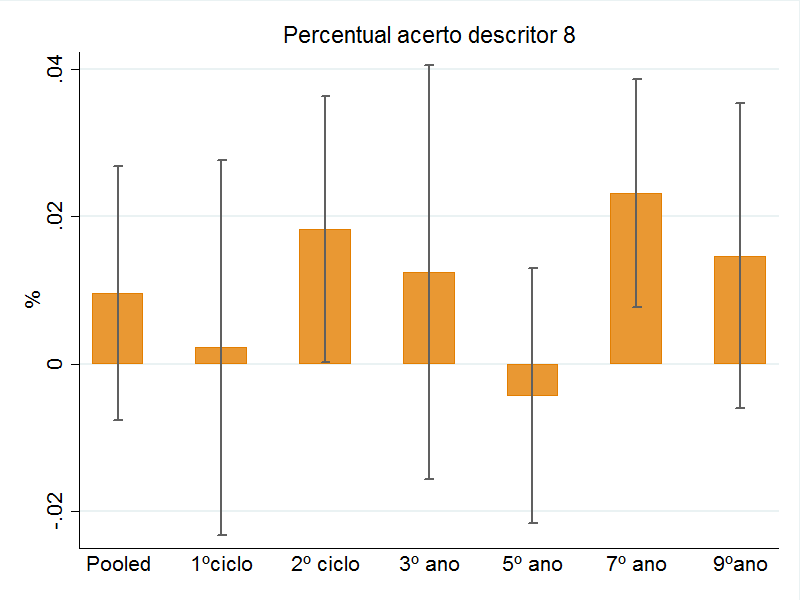 Percentual acerto descritor 8
.04
.02
0
-.02
%
Pooled 1ºciclo 2º ciclo 3º ano 5º ano 7º ano 9ºano